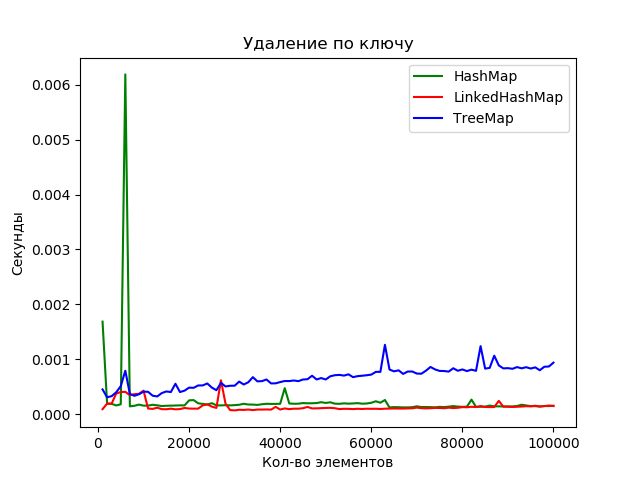 Удаление по ключу
HashMap
LinkedHashMap
TreeMap
0.006
0.005
0.004
0.003
0.002
0.001
0.000
Секунды
0 20000 40000 60000 80000 100000
Кол-во элементов